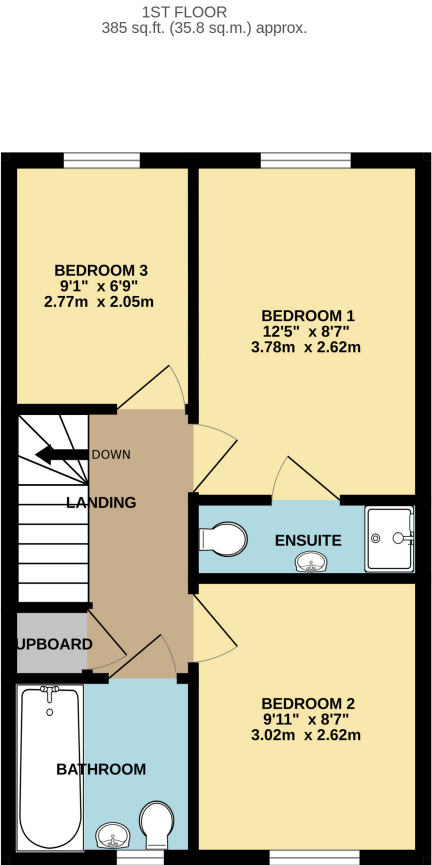 1ST FLOOR
385 sq.ft. (35.8 sq.m.) approx.
BEDROOM 3
9'1" x 6'9"
2.77m x 2.05m
BEDROOM 1
12'5" x 8'7"
3.78m x 2.62m
DOWN
LANDING
ENSUITE
UPBOARD
BEDROOM 2
9'11" x 8'7"
3.02m x 2.62m
BATHROOM